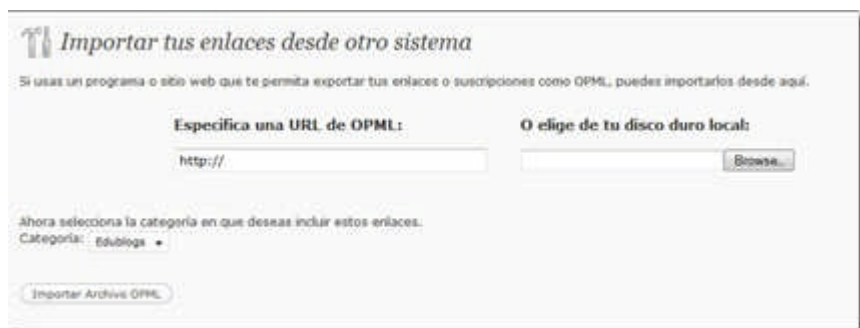 Importar tus enlaces desde otro sistema
Si usas un programa o sitio web que te permita exportar tus enlaces o suscripciones como OPML, puedes importarlos desde aquí.
Especifica una URL de OPML:
O elige de tu disco duro local:
http://
Browse..
Ahora selecciona la categoría en que deseas incluir estos enlaces.
Categoría: Edublogs
Importar Archivo OPML